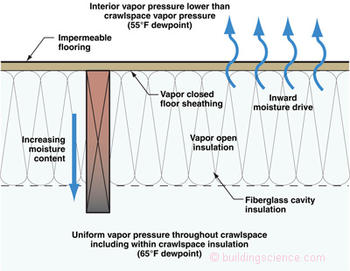 Interior vapor pressure lower than
crawlspace vapor pressure
(55°F dewpoint)
Impermeable
flooring
Vapor closed
floor sheathing
Inward
moisture drive
Increasing
moisture
content
Vapor open
insulation
Fiberglass cavity
insulation
Uniform vapor pressure throughout crawlspace
including within crawlspace insulation
(65°F dewpoint)
© buildingscience.com